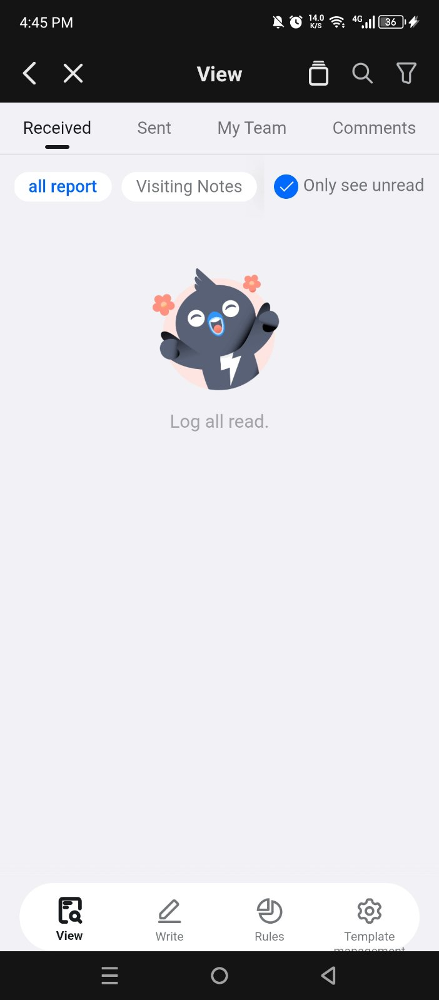 4:45 PM
14.0
K/S
4G
36
View
Received Sent My Team Comments
all report Visiting Notes Only see unread
Log all read.
View Write Rules Template
management